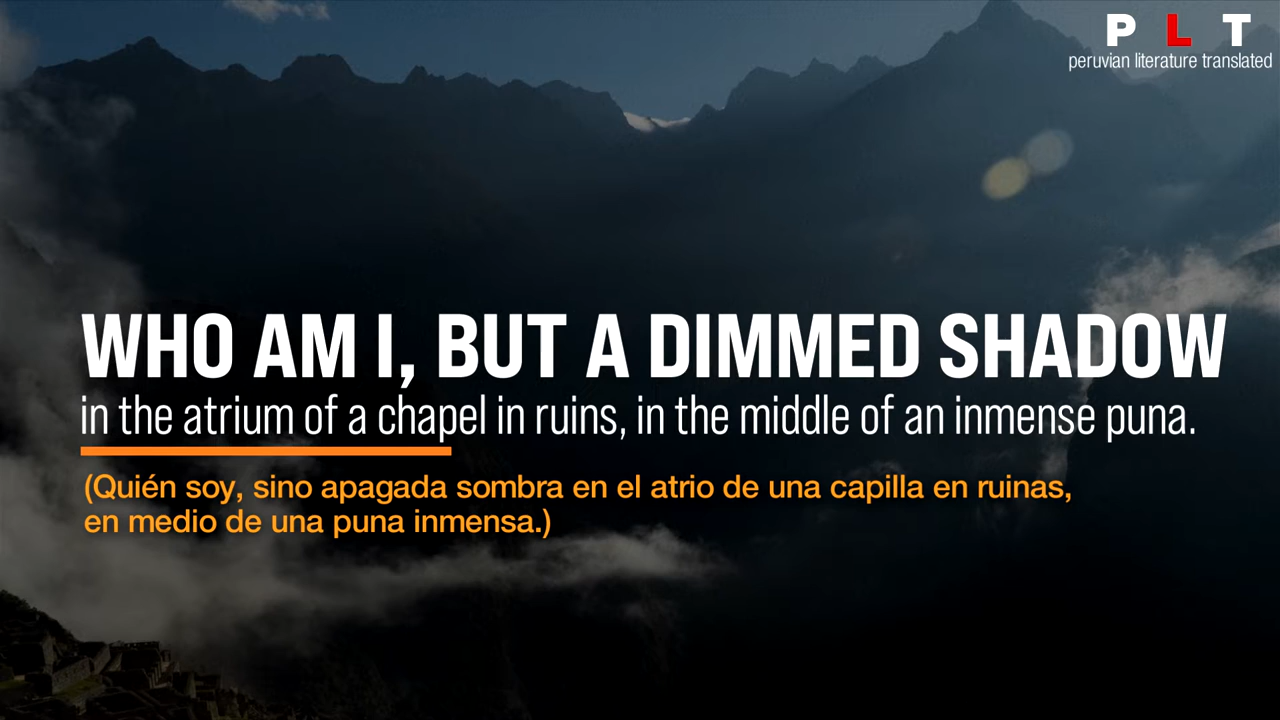 P L T
peruvian literature translated
WHO AM I, BUT A DIMMED SHADOW
in the atrium of a chapel in ruins, in the middle of an inmense puna.
(Quién soy, sino apagada sombra en el atrio de una capilla en ruinas,
en medio de una puna inmensa.)